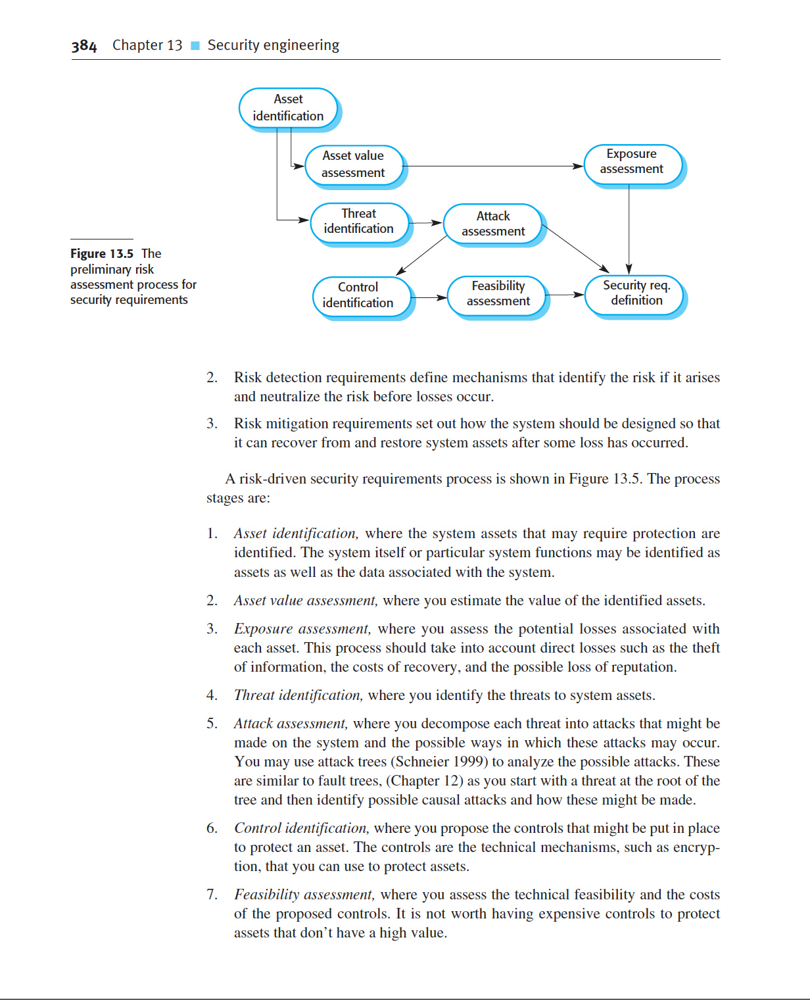 384 Chapter 13 ■ Security engineering
Asset
identification
Asset value
assessment
Exposure
assessment
Threat
identification
Attack
assessment
Control
identification
Feasibility
assessment
Security req.
definition
Figure 13.5 The
preliminary risk
assessment process for
security requirements
2. Risk detection requirements define mechanisms that identify the risk if it arises
and neutralize the risk before losses occur.
3. Risk mitigation requirements set out how the system should be designed so that
it can recover from and restore system assets after some loss has occurred.
A risk-driven security requirements process is shown in Figure 13.5. The process
stages are:
1. Asset identification, where the system assets that may require protection are
identified. The system itself or particular system functions may be identified as
assets as well as the data associated with the system.
2. Asset value assessment, where you estimate the value of the identified assets.
3. Exposure assessment, where you assess the potential losses associated with
each asset. This process should take into account direct losses such as the theft
of information, the costs of recovery, and the possible loss of reputation.
4. Threat identification, where you identify the threats to system assets.
5. Attack assessment, where you decompose each threat into attacks that might be
made on the system and the possible ways in which these attacks may occur.
You may use attack trees (Schneier 1999) to analyze the possible attacks. These
are similar to fault trees, (Chapter 12) as you start with a threat at the root of the
tree and then identify possible causal attacks and how these might be made.
6. Control identification, where you propose the controls that might be put in place
to protect an asset. The controls are the technical mechanisms, such as encryp-
tion, that you can use to protect assets.
7. Feasibility assessment, where you assess the technical feasibility and the costs
of the proposed controls. It is not worth having expensive controls to protect
assets that don’t have a high value.